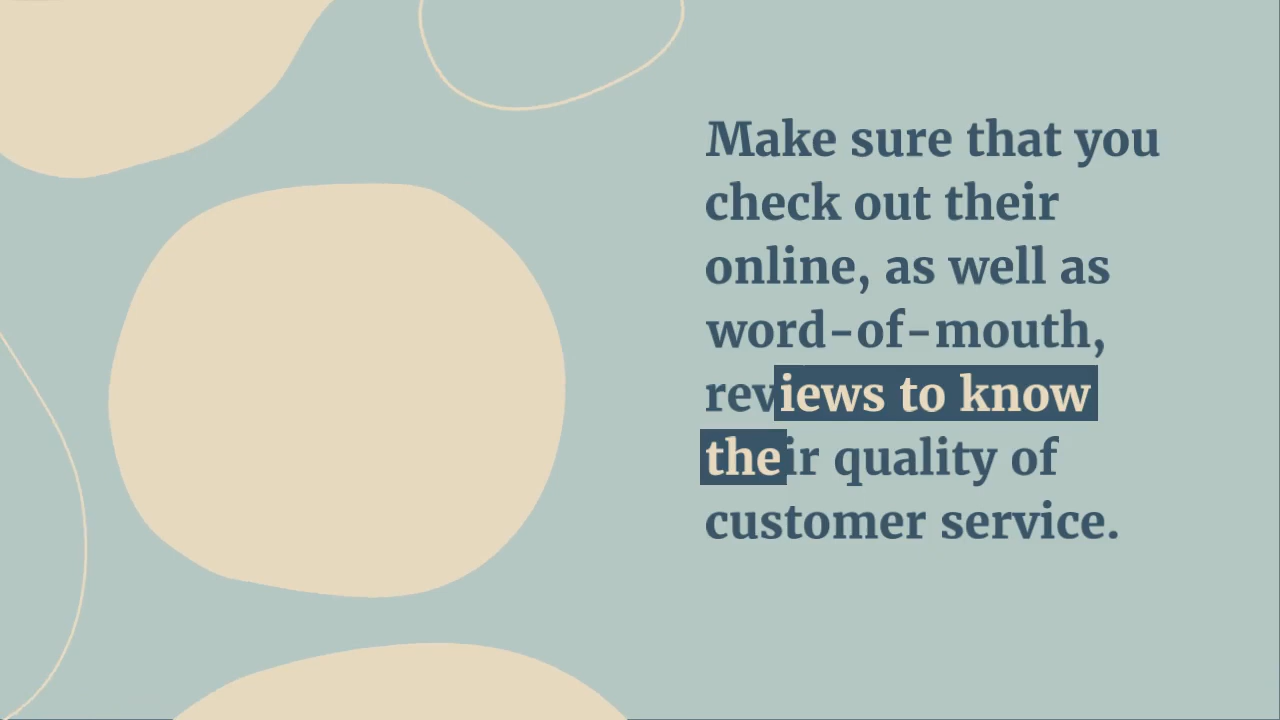 Make sure that you
check out their
online, as well as
word-of-mouth,
reviews to know
their quality of
customer service.